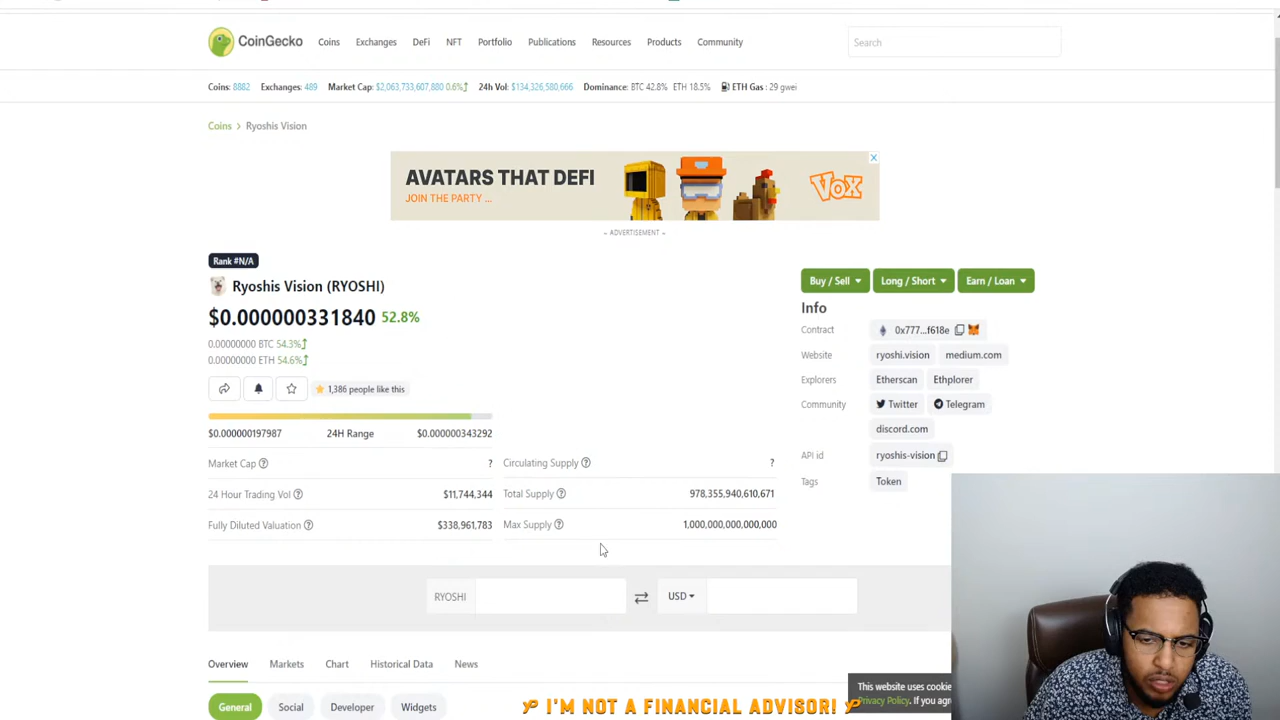 CoinGecko Coins Exchanges DeFi NFT Portfolio Publications Resources Products Community Search
Coins: 8882 Exchanges: 489 Market Cap: $2,063,733,607,880 0.6% 24h Vol: $134,326,580,666 Dominance: BTC 42.8% ETH 18.5% ETH Gas : 29 gwei
Coins > Ryoshis Vision
AVATARS THAT DEFI
JOIN THE PARTY ...
VOX
X
- ADVERTISEMENT -
Rank #N/A
Ryoshis Vision (RYOSHI)
$0.000000331840 52.8%
0.00000000 BTC 54.3%
0.00000000 ETH 54.6%
1,386 people like this
$0.000000197987 24H Range $0.000000343292
Market Cap ?
24 Hour Trading Vol $11,744,344
Fully Diluted Valuation $338,961,783
Circulating Supply ?
Total Supply 978,355,940,610,671
Max Supply 1,000,000,000,000,000
Buy / Sell Long / Short Earn / Loan
Info
Contract 0x777...f618e
Website ryoshi.vision medium.com
Explorers Etherscan Ethplorer
Community Twitter Telegram
discord.com
API id ryoshis-vision
Tags Token
RYOSHI USD
Overview Markets Chart Historical Data News
General Social Developer Widgets
This website uses cookie
Privacy Policy. If you agre
I'M NOT A FINANCIAL ADVISOR!